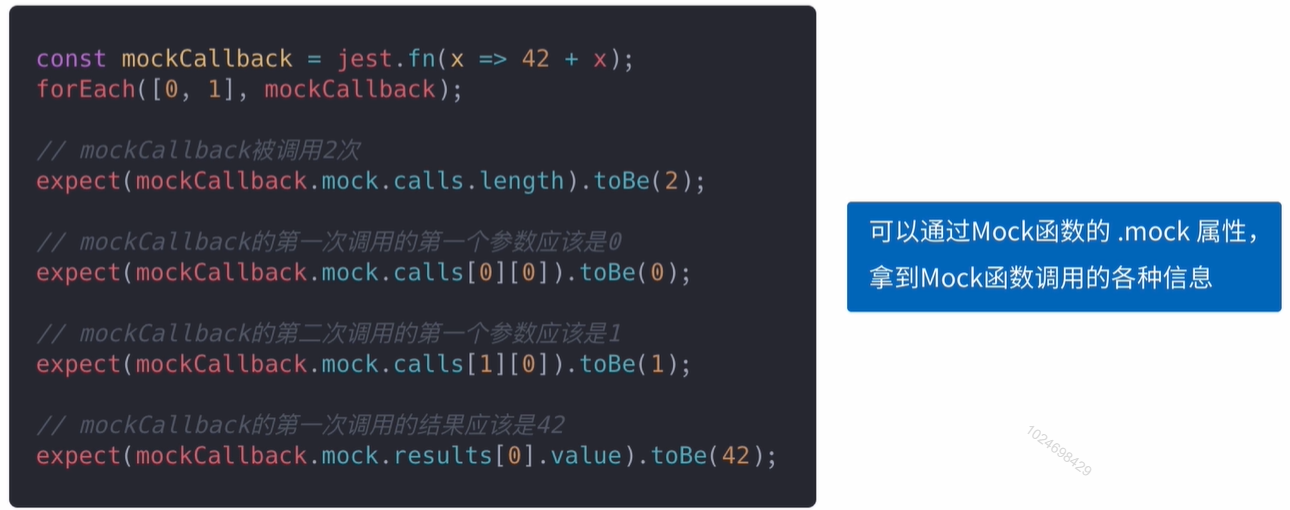 const mockCallback = jest.fn(x => 42 + x);
forEach([0, 1], mockCallback);
// mockCallback被调用2次
expect(mockCallback.mock.calls.length).toBe(2);
// mockCallback的第一次调用的第一个参数应该是0
expect(mockCallback.mock.calls[0][0]).toBe(0);
// mockCallback的第二次调用的第一个参数应该是1
expect(mockCallback.mock.calls[1][0]).toBe(1);
// mockCallback的第一次调用的结果应该是42
expect(mockCallback.mock.results[0].value).toBe(42);
可以通过Mock函数的 .mock 属性，
拿到Mock函数调用的各种信息
1024698429